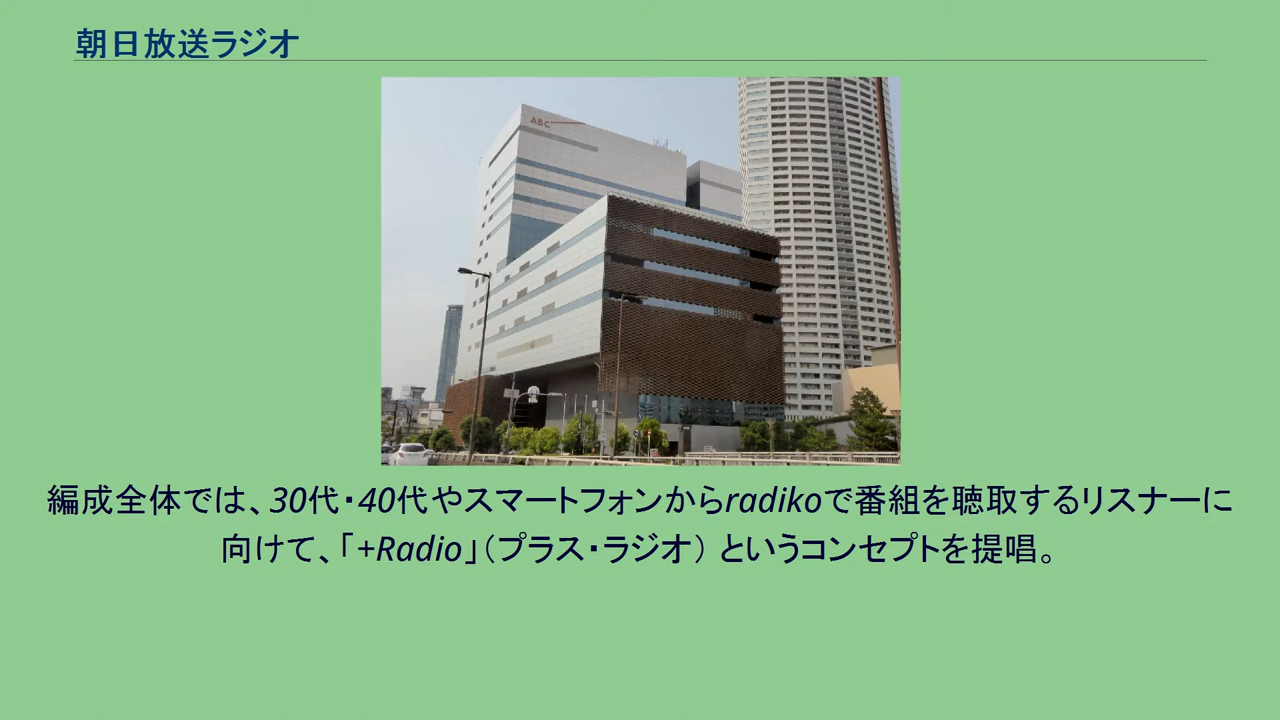 朝日放送ラジオ
ABC
編成全体では、30代・40代やスマートフォンからradikoで番組を聴取するリスナーに
向けて、「+Radio」（プラス・ラジオ） というコンセプトを提唱。